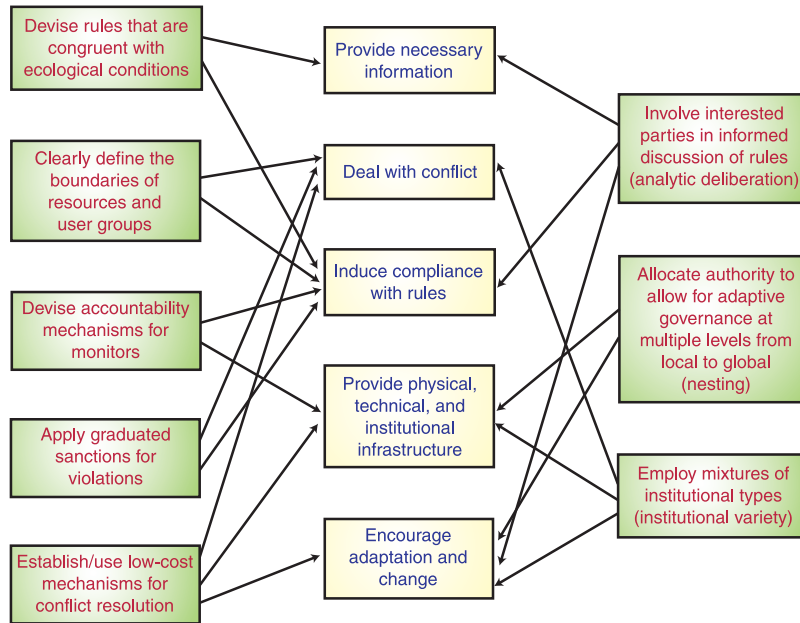 Devise rules that are
congruent with
ecological conditions
Clearly define the
boundaries of
resources and
user groups
Devise accountability
mechanisms for
monitors
Apply graduated
sanctions for
violations
Establish/use low-cost
mechanisms for
conflict resolution
Provide necessary
information
Deal with conflict
Induce compliance
with rules
Provide physical,
technical, and
institutional
infrastructure
Encourage
adaptation and
change
Involve interested
parties in informed
discussion of rules
(analytic deliberation)
Allocate authority to
allow for adaptive
governance at
multiple levels from
local to global
(nesting)
Employ mixtures of
institutional types
(institutional variety)